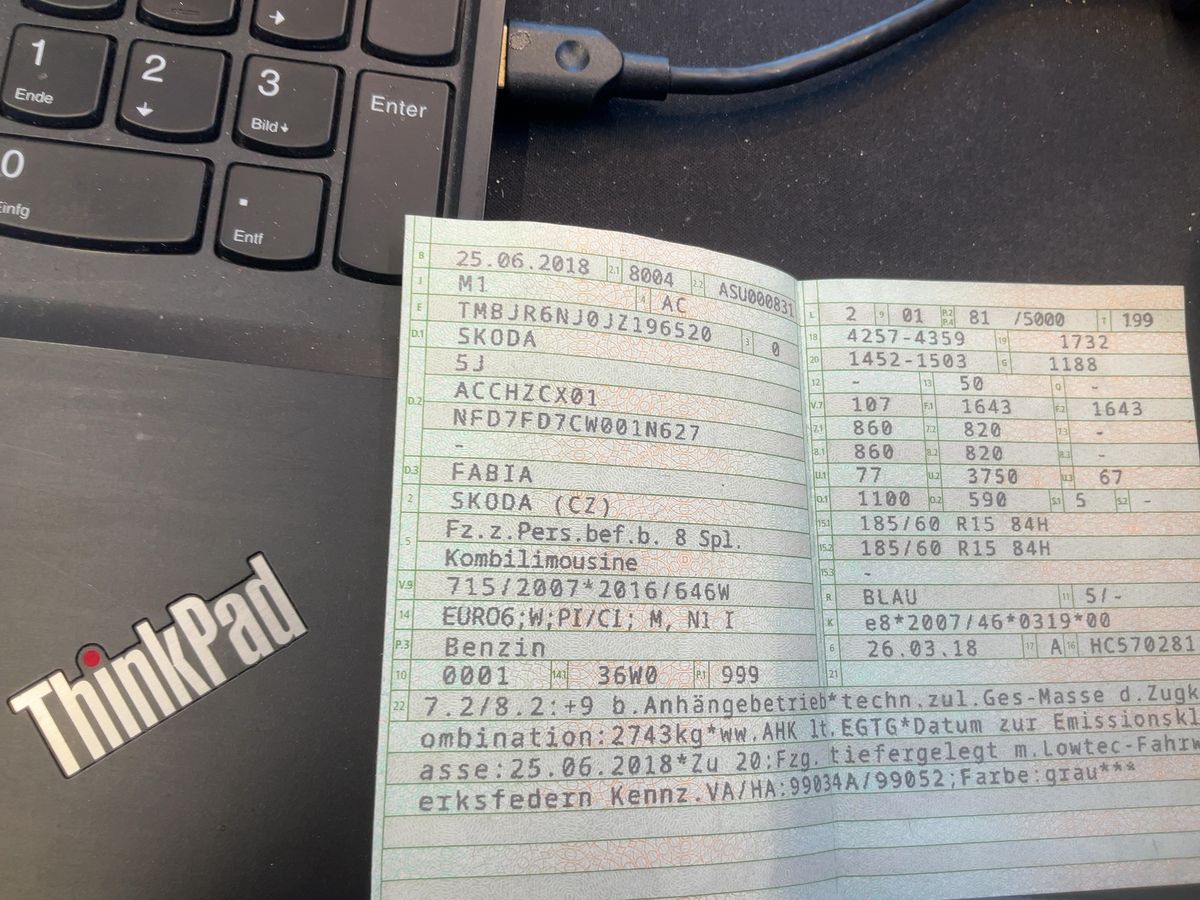 1
Ende
2
3
Bild
Enter
0
Einfg
.
Entf
ThinkPad
B 25.06.2018 2.1 8004 2.2 ASU000831
J M1 4 AC
E TMBJR6NJ0JZ196520 3 0
D.1 SKODA
D.2 5J
ACCHZCX01
NFD7FD7CW001N627
-
D.3 FABIA
2 SKODA (CZ)
5 Fz.z.Pers.bef.b. 8 Spl.
Kombilimousine
V.9 715/2007*2016/646W
14 EURO6;W;PI/CI; M, N1 I
P.3 Benzin
10 0001 14.1 36W0 P.1 999
L 2 9 01 P.2 P.4 81 /5000 T 199
18 4257-4359 19 1732
20 1452-1503 G 1188
12 - 13 50 Q -
V.7 107 F.1 1643 F.2 1643
7.1 860 7.2 820 7.3 -
8.1 860 8.2 820 8.3 -
U.1 77 U.2 3750 U.3 67
O.1 1100 O.2 590 S.1 5 S.2 -
15.1 185/60 R15 84H
15.2 185/60 R15 84H
15.3 -
R BLAU 11 5/-
K e8*2007/46*0319*00
6 26.03.18 17 A 16 HC570281
21
22 7.2/8.2:+9 b.Anhängebetrieb*techn.zul.Ges-Masse d.Zugk
ombination:2743kg*ww.AHK lt.EGTG*Datum zur Emissionskl
asse:25.06.2018*Zu 20:Fzg.tiefergelegt m.Lowtec-Fahrw
erksfedern Kennz.VA/HA:99034A/99052;Farbe:grau***